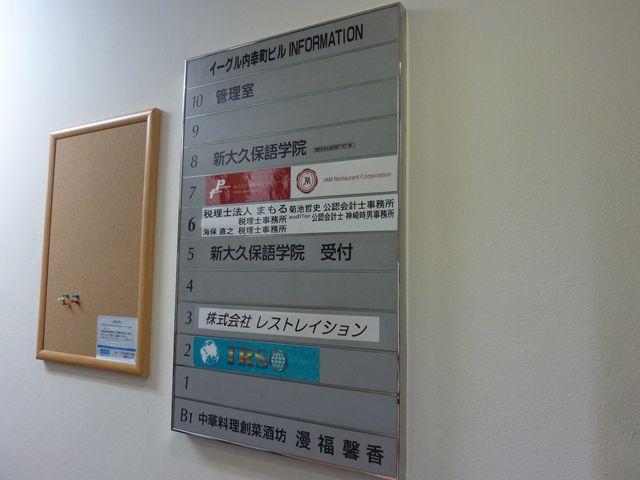 イーグル内幸町ビル INFORMATION
10 管理室
9
8 新大久保語学院
7 JAM Restaurant Corporation
6 税理士法人 まもる 菊池哲史 公認会計士事務所
税理士事務所 auditor 公認会計士 神崎時男事務所
海保 直之 税理士事務所
5 新大久保語学院 受付
4
3 株式会社 レストレイション
2 IRS
1
B1 中華料理創菜酒坊 漫福馨香